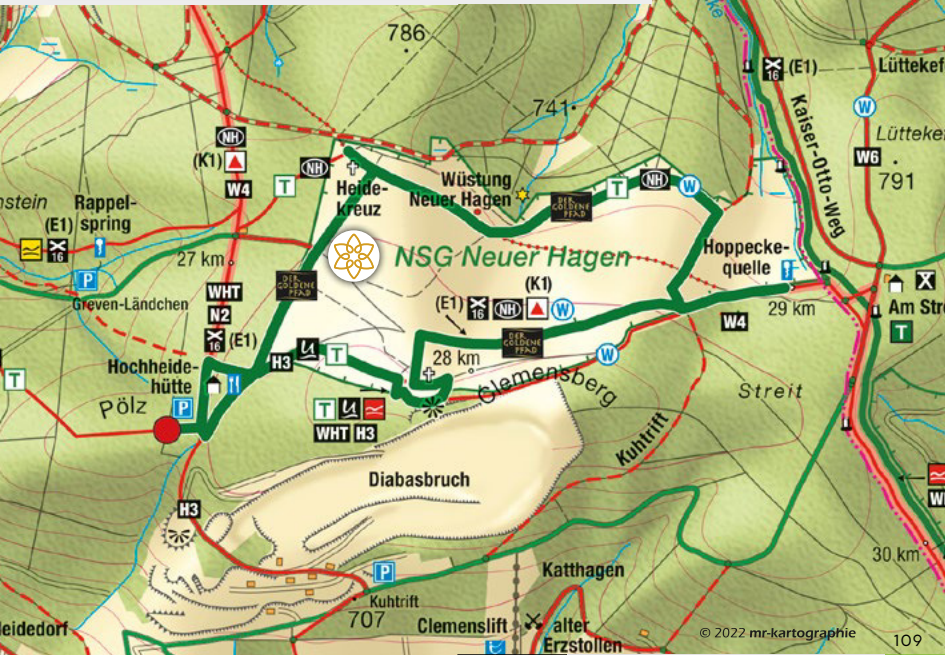 786
16
(E1)
Lüttekef
741
NH
(K1)
W4
NH
T
Heide-
kreuz
Wüstung
Neuer Hagen
DER
GOLDENE
PFAD
T
NH
W
Kaiser-Otto-Weg
W
Lütteke
W6
791
nstein
Rappel-
spring
(E1)
16
P
27 km
Greven-Ländchen
DER
GOLDENE
PFAD
NSG Neuer Hagen
Hoppecke-
quelle
(K1)
(E1)
16
NH
W
29 km
W4
X
Am Stre
T
WHT
N2
16
(E1)
H3
T
28 km
DER
GOLDENE
PFAD
W
Clemensberg
Hochheide-
hütte
P
T
Pölz
T
WHT
H3
Streit
Kuhtrift
Diabasbruch
H3
W
30 km
P
Katthagen
Kuhtrift
707
Clemenslift
alter
Erzstollen
eidedorf
© 2022 mr-kartographie
109